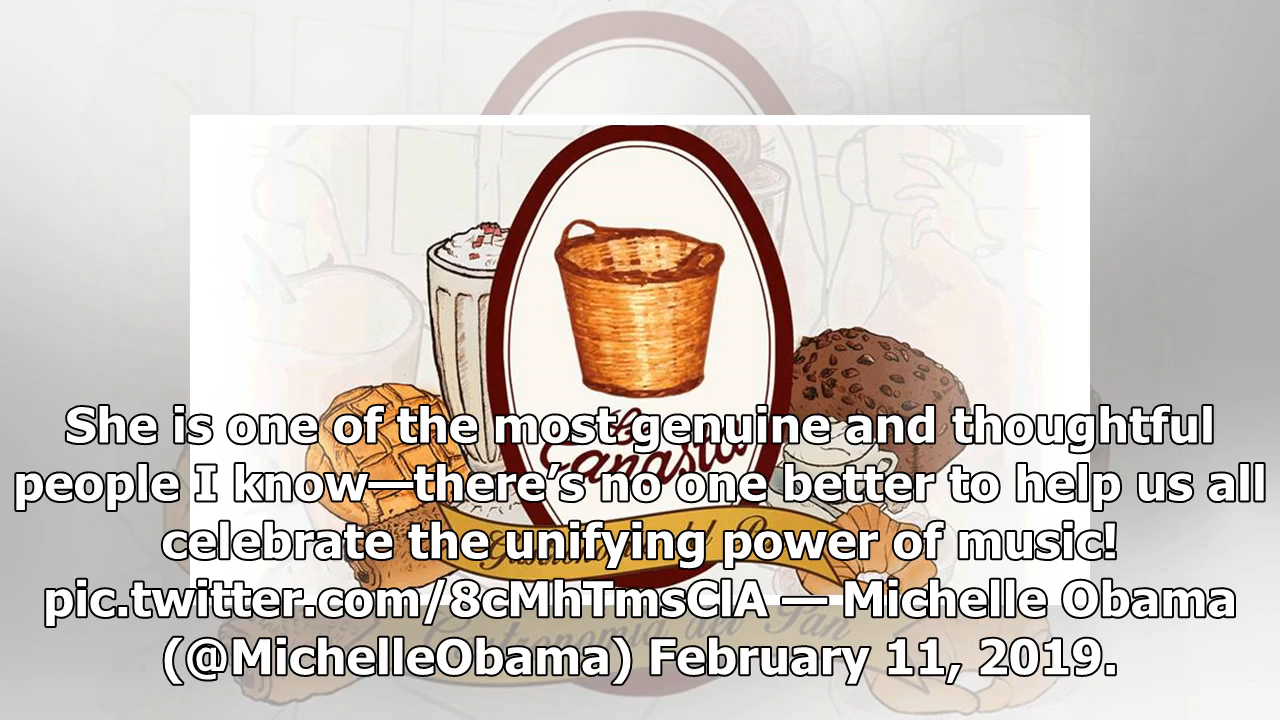 She is one of the most genuine and thoughtful
people I know—there’s no one better to help us all
celebrate the unifying power of music!
pic.twitter.com/8cMhTmsClA — Michelle Obama
(@MichelleObama) February 11, 2019.